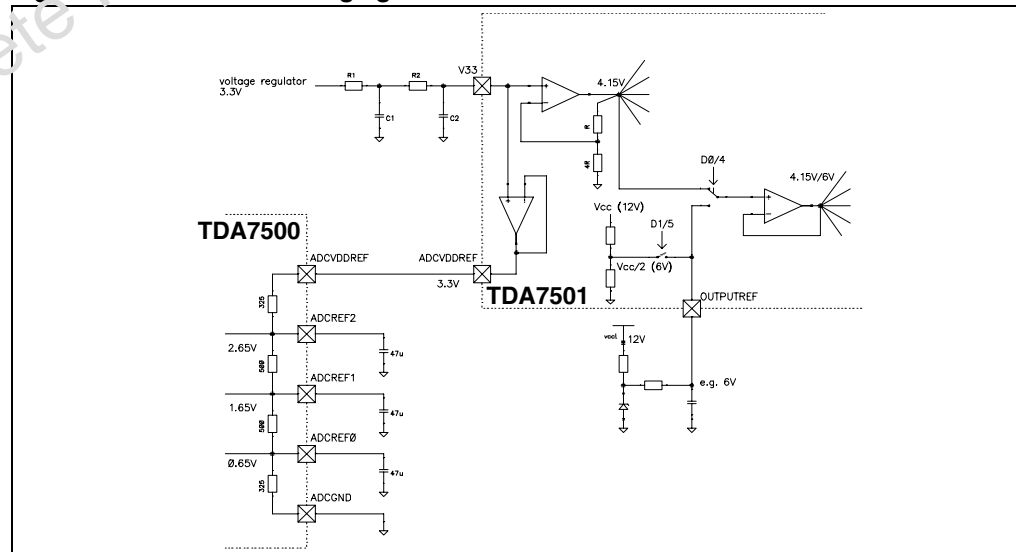 voltage regulator
3.3V
R1
R2
V33
C1
C2
4.15V
R
4R
DØ/4
4.15V/6V
Vcc (12V)
D1/5
Vcc/2 (6V)
TDA7500
ADCVDDREF
ADCVDDREF
3.3V
TDA7501
OUTPUTREF
325
ADCREF2
2.65V
47u
500
ADCREF1
1.65V
47u
500
ADCREFØ
Ø.65V
47u
325
ADCGND
12V
e.g. 6V